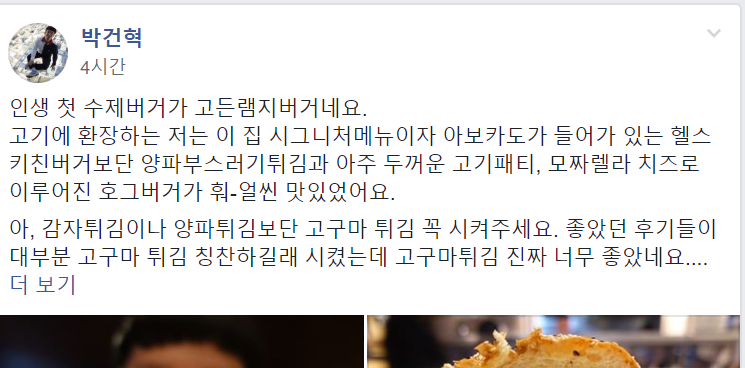 박건혁
4시간
인생 첫 수제버거가 고든램지버거네요.
고기에 환장하는 저는 이 집 시그니처메뉴이자 아보카도가 들어가 있는 헬스
키친버거보단 양파부스러기튀김과 아주 두꺼운 고기패티, 모짜렐라 치즈로
이루어진 호그버거가 훠-얼씬 맛있었어요.
아, 감자튀김이나 양파튀김보단 고구마 튀김 꼭 시켜주세요. 좋았던 후기들이
대부분 고구마 튀김 칭찬하길래 시켰는데 고구마튀김 진짜 너무 좋았네요....
더 보기